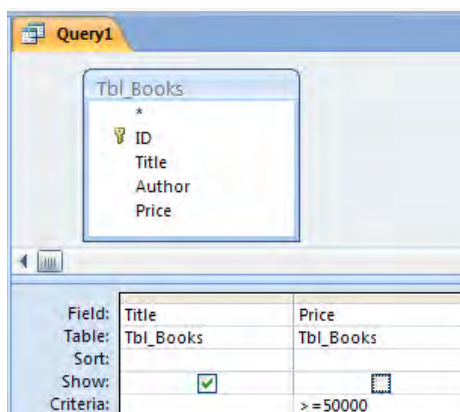 Query1
Tbl_Books
*
ID
Title
Author
Price
Field: Title Price
Table: Tbl_Books Tbl_Books
Sort:
Show:
Criteria: >=50000